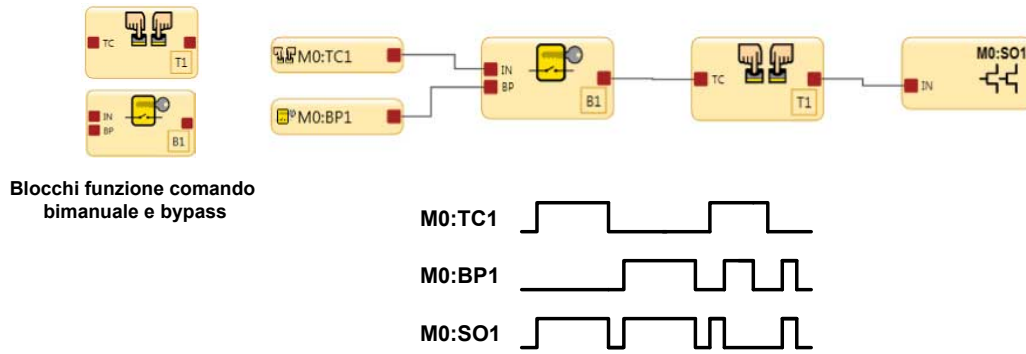 TC
T1
IN
BP
B1
Blocchi funzione comando
bimanuale e bypass
M0:TC1
M0:BP1
IN
BP
B1
TC
T1
M0:SO1
IN
M0:TC1
M0:BP1
M0:SO1